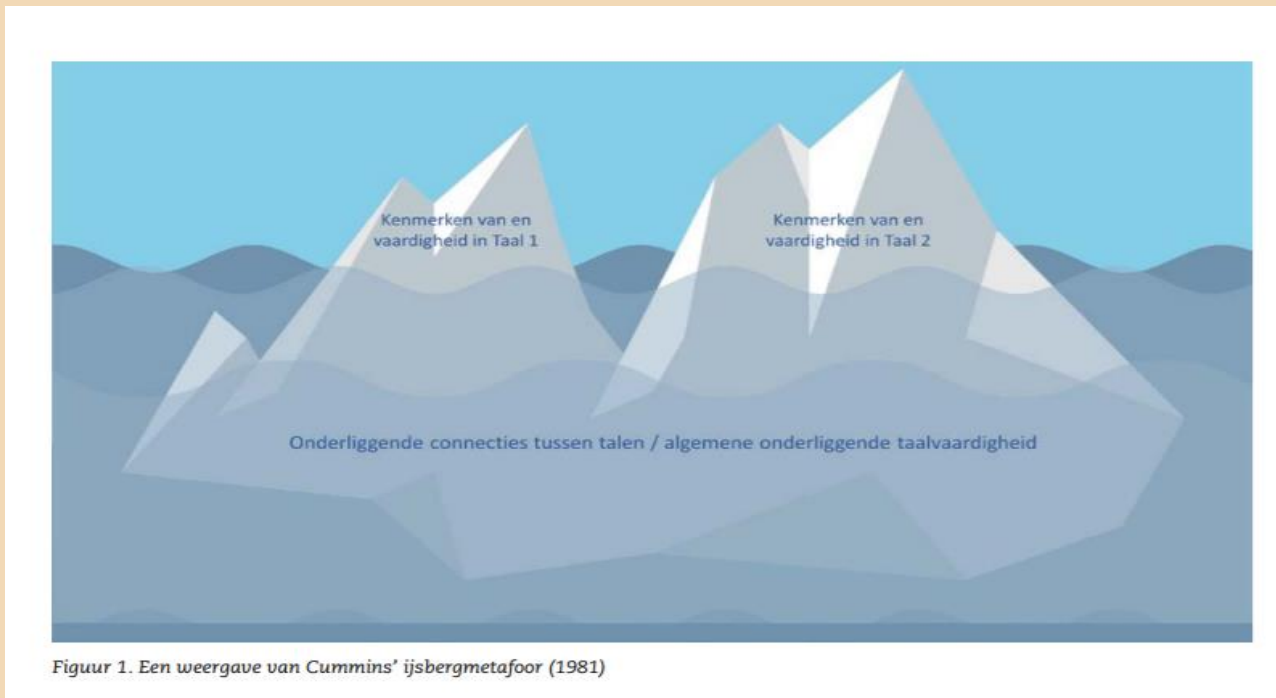 Kenmerken van en
vaardigheid in Taal 1
Kenmerken van en
vaardigheid in Taal 2
Onderliggende connecties tussen talen / algemene onderliggende taalvaardigheid
Figuur 1. Een weergave van Cummins’ ijsbergmetafoor (1981)